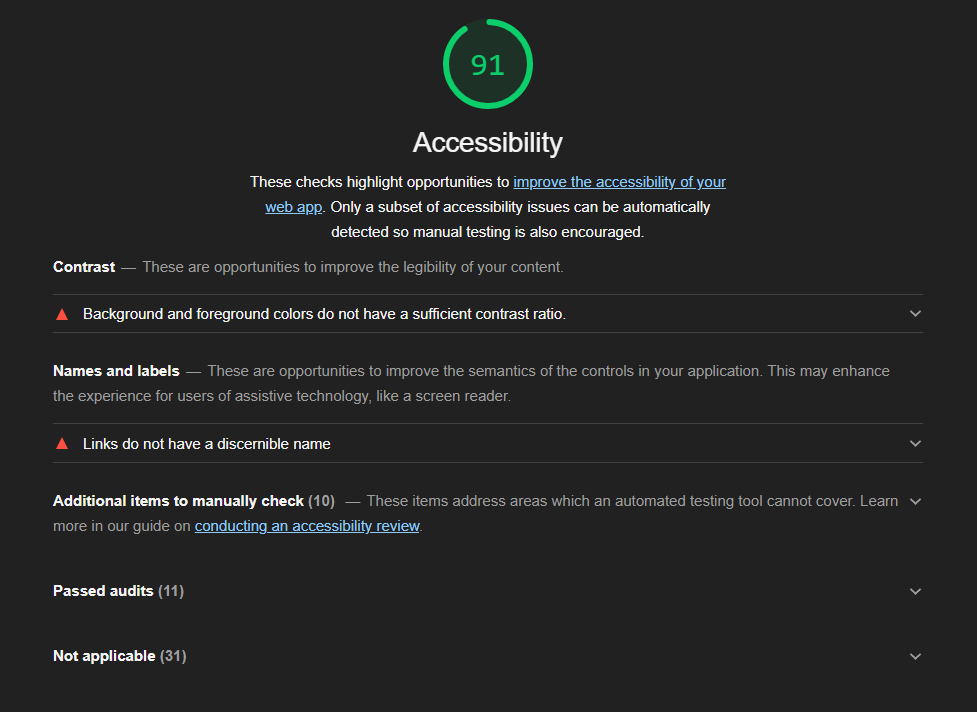 91
Accessibility
These checks highlight opportunities to improve the accessibility of your
web app. Only a subset of accessibility issues can be automatically
detected so manual testing is also encouraged.
Contrast — These are opportunities to improve the legibility of your content.
Background and foreground colors do not have a sufficient contrast ratio.
Names and labels — These are opportunities to improve the semantics of the controls in your application. This may enhance
the experience for users of assistive technology, like a screen reader.
Links do not have a discernible name
Additional items to manually check (10) — These items address areas which an automated testing tool cannot cover. Learn
more in our guide on conducting an accessibility review.
Passed audits (11)
Not applicable (31)